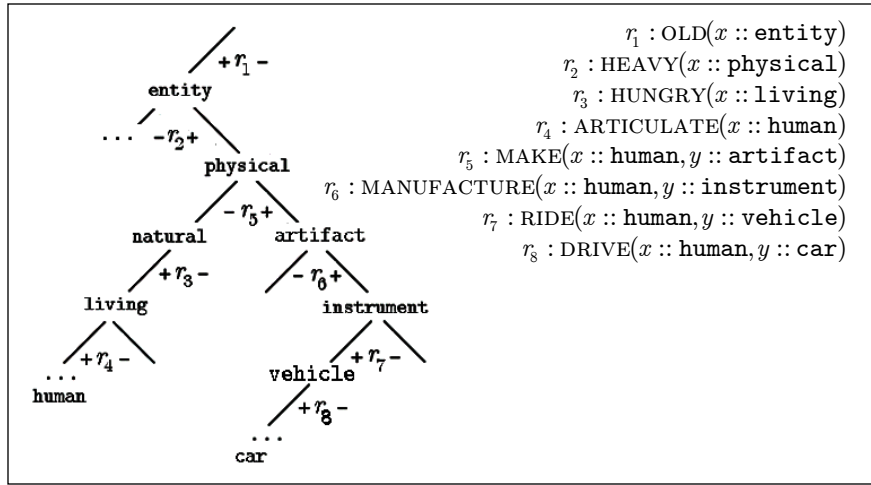 + r₁ −
entity
... − r₂ +
physical
− r₅ +
natural artifact
+ r₃ − − r₆ +
living instrument
+ r₄ − + r₇ −
... vehicle
human + r₈ −
...
car
r₁ : OLD(x :: entity)
r₂ : HEAVY(x :: physical)
r₃ : HUNGRY(x :: living)
r₄ : ARTICULATE(x :: human)
r₅ : MAKE(x :: human, y :: artifact)
r₆ : MANUFACTURE(x :: human, y :: instrument)
r₇ : RIDE(x :: human, y :: vehicle)
r₈ : DRIVE(x :: human, y :: car)